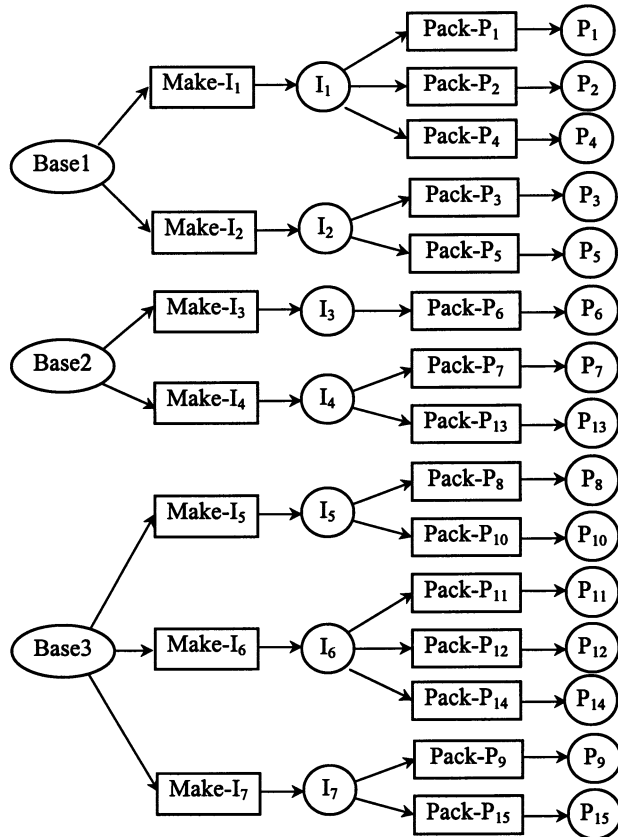 Pack-P₁ P₁
Make-I₁ I₁ Pack-P₂ P₂
Pack-P₄ P₄
Base1
Pack-P₃ P₃
Make-I₂ I₂
Pack-P₅ P₅
Make-I₃ I₃ Pack-P₆ P₆
Base2
Pack-P₇ P₇
Make-I₄ I₄
Pack-P₁₃ P₁₃
Pack-P₈ P₈
Make-I₅ I₅
Pack-P₁₀ P₁₀
Pack-P₁₁ P₁₁
Base3 Make-I₆ I₆ Pack-P₁₂ P₁₂
Pack-P₁₄ P₁₄
Pack-P₉ P₉
Make-I₇ I₇
Pack-P₁₅ P₁₅